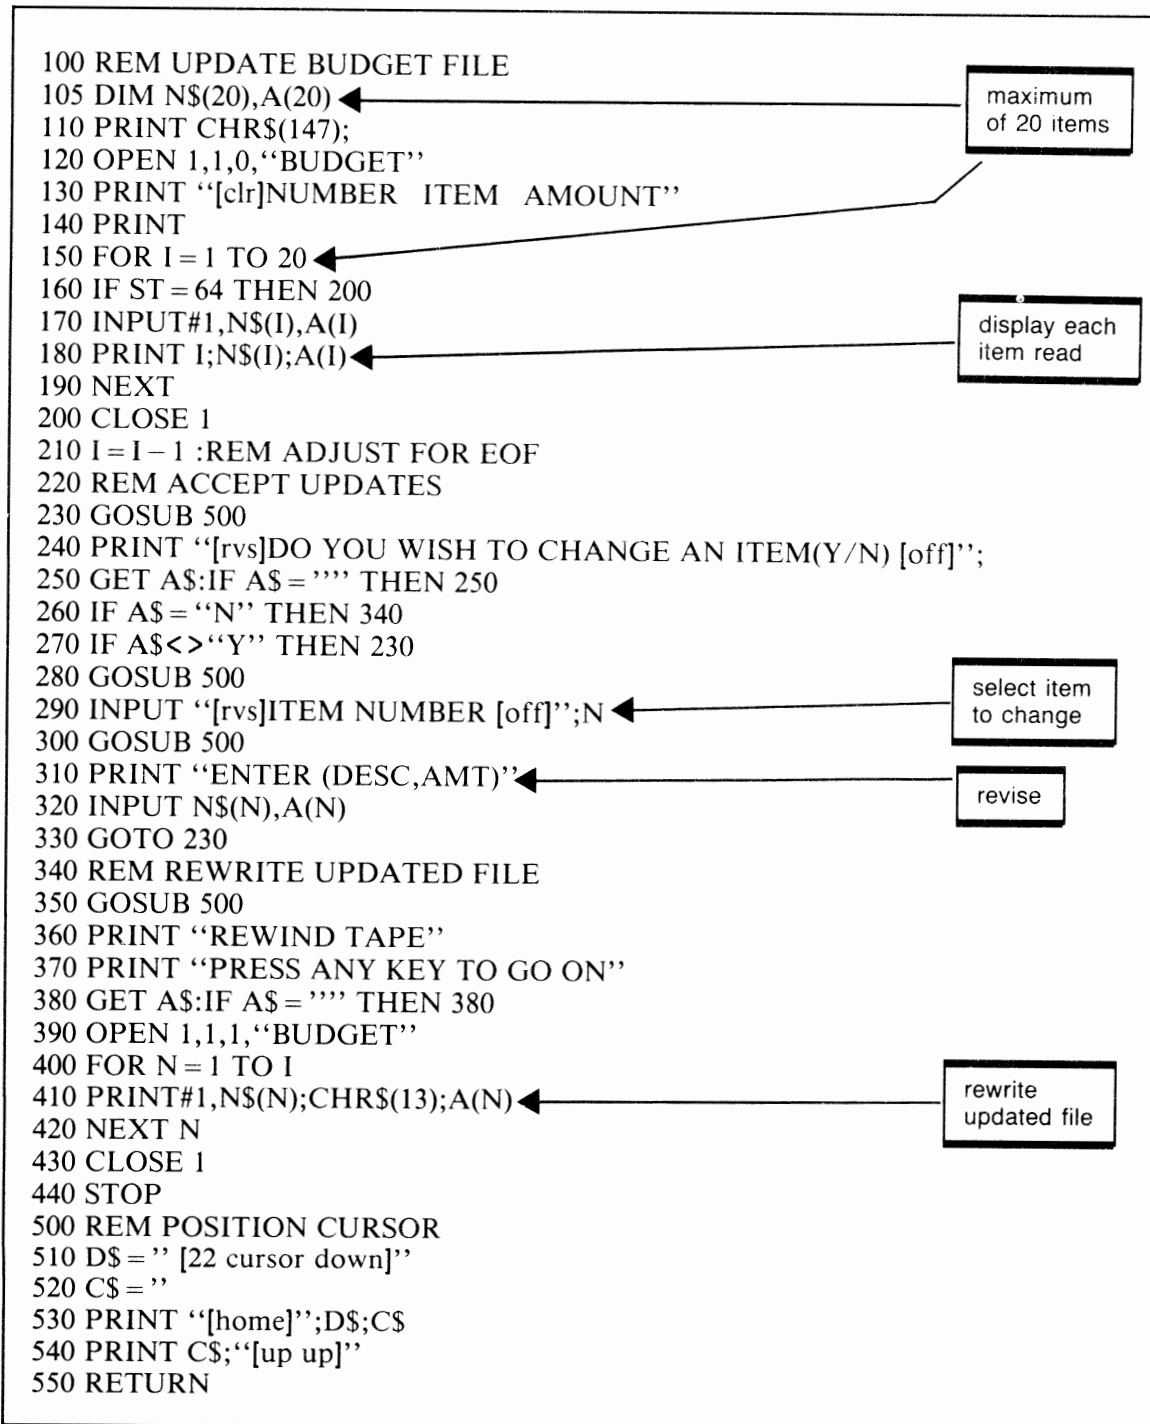 100 REM UPDATE BUDGET FILE
105 DIM N$(20),A(20)
110 PRINT CHR$(147);
120 OPEN 1,1,0,“BUDGET”
130 PRINT “[clr]NUMBER ITEM AMOUNT”
140 PRINT
150 FOR I = 1 TO 20
160 IF ST = 64 THEN 200
170 INPUT#1,N$(I),A(I)
180 PRINT I;N$(I);A(I)
190 NEXT
200 CLOSE 1
210 I = I – 1 :REM ADJUST FOR EOF
220 REM ACCEPT UPDATES
230 GOSUB 500
240 PRINT “[rvs]DO YOU WISH TO CHANGE AN ITEM(Y/N) [off]”;
250 GET A$:IF A$ = ”” THEN 250
260 IF A$ = “N” THEN 340
270 IF A$<>“Y” THEN 230
280 GOSUB 500
290 INPUT “[rvs]ITEM NUMBER [off]”;N
300 GOSUB 500
310 PRINT “ENTER (DESC,AMT)”
320 INPUT N$(N),A(N)
330 GOTO 230
340 REM REWRITE UPDATED FILE
350 GOSUB 500
360 PRINT “REWIND TAPE”
370 PRINT “PRESS ANY KEY TO GO ON”
380 GET A$:IF A$ = ”” THEN 380
390 OPEN 1,1,1,“BUDGET”
400 FOR N = 1 TO I
410 PRINT#1,N$(N);CHR$(13);A(N)
420 NEXT N
430 CLOSE 1
440 STOP
500 REM POSITION CURSOR
510 D$ = ” [22 cursor down]”
520 C$ = ”
530 PRINT “[home]”;D$;C$
540 PRINT C$;“[up up]”
550 RETURN
maximum
of 20 items
display each
item read
select item
to change
revise
rewrite
updated file